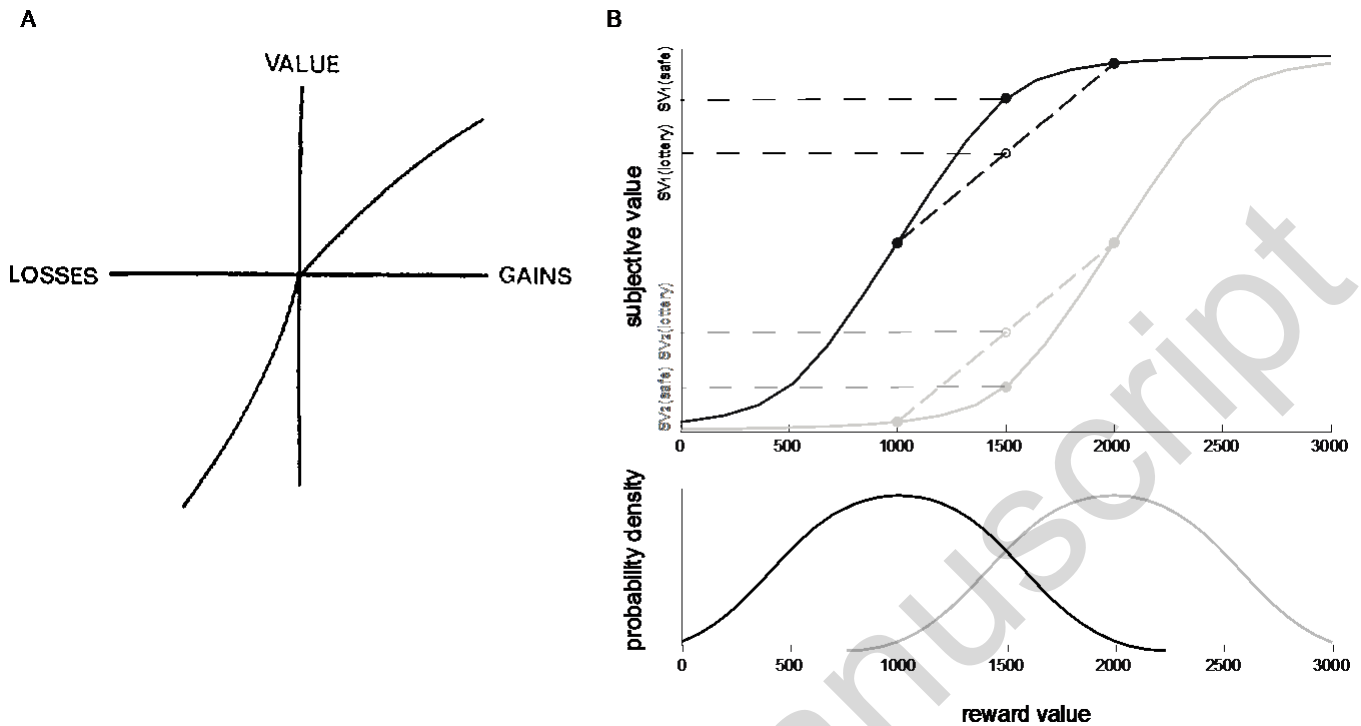 A
VALUE
LOSSES
GAINS
B
subjective value
SV₁(safe)
SV₁(lottery)
SV₂(lottery)
SV₂(safe)
0 500 1000 1500 2000 2500 3000
probability density
0 500 1000 1500 2000 2500 3000
reward value
anuscript